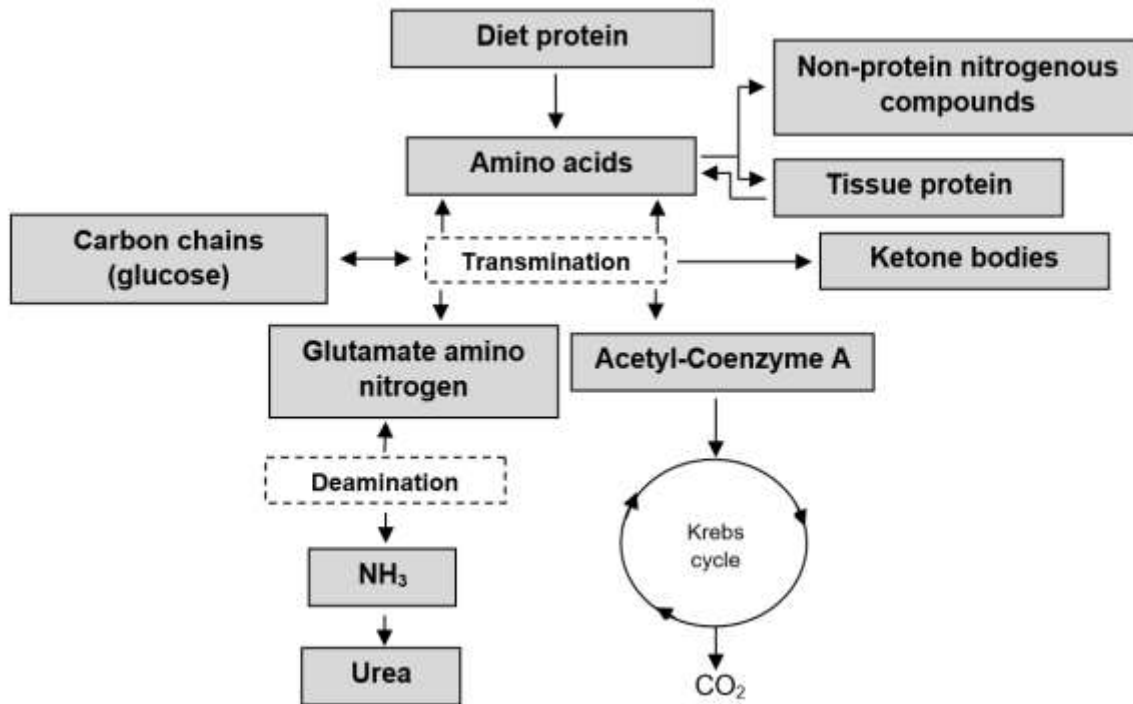 Diet protein
Non-protein nitrogenous
compounds
Amino acids
Tissue protein
Carbon chains
(glucose)
Transmination
Ketone bodies
Glutamate amino
nitrogen
Acetyl-Coenzyme A
Deamination
Krebs
cycle
NH₃
Urea
CO₂